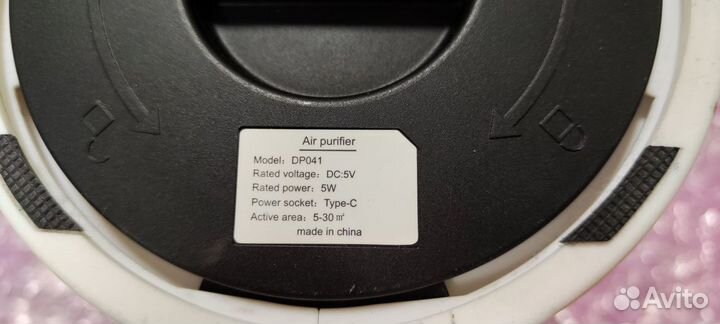 Air purifier
Model: DP041
Rated voltage: DC:5V
Rated power: 5W
Power socket: Type-C
Active area: 5-30 ㎡
made in china
Avito